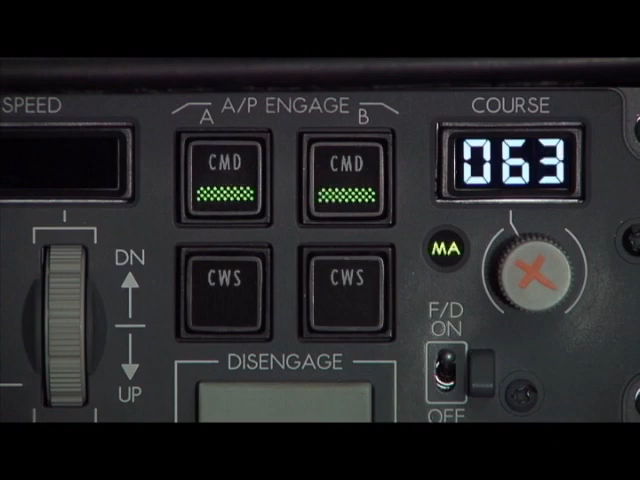 SPEED
A/P ENGAGE
A
B
COURSE
CMD
CMD
063
MA
CWS
CWS
DN
UP
F/D
ON
OFF
DISENGAGE